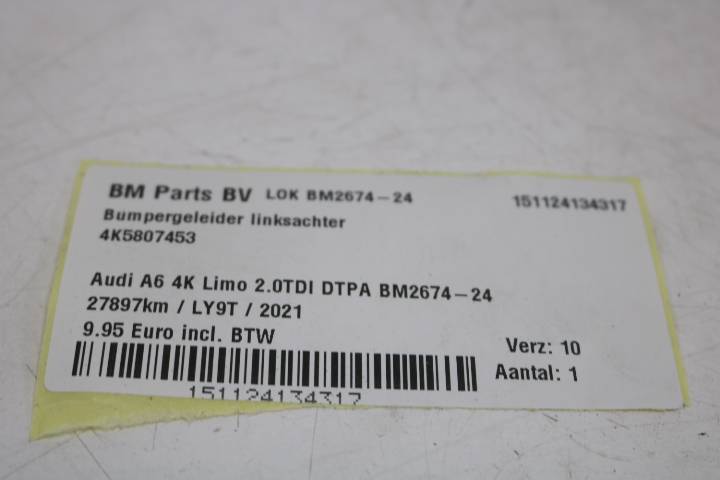 BM Parts BV LOK BM2674-24 151124134317
Bumpergeleider linksachter
4K5807453
Audi A6 4K Limo 2.0TDI DTPA BM2674-24
27897km / LY9T / 2021
9.95 Euro incl. BTW
Verz: 10
Aantal: 1
151124134317